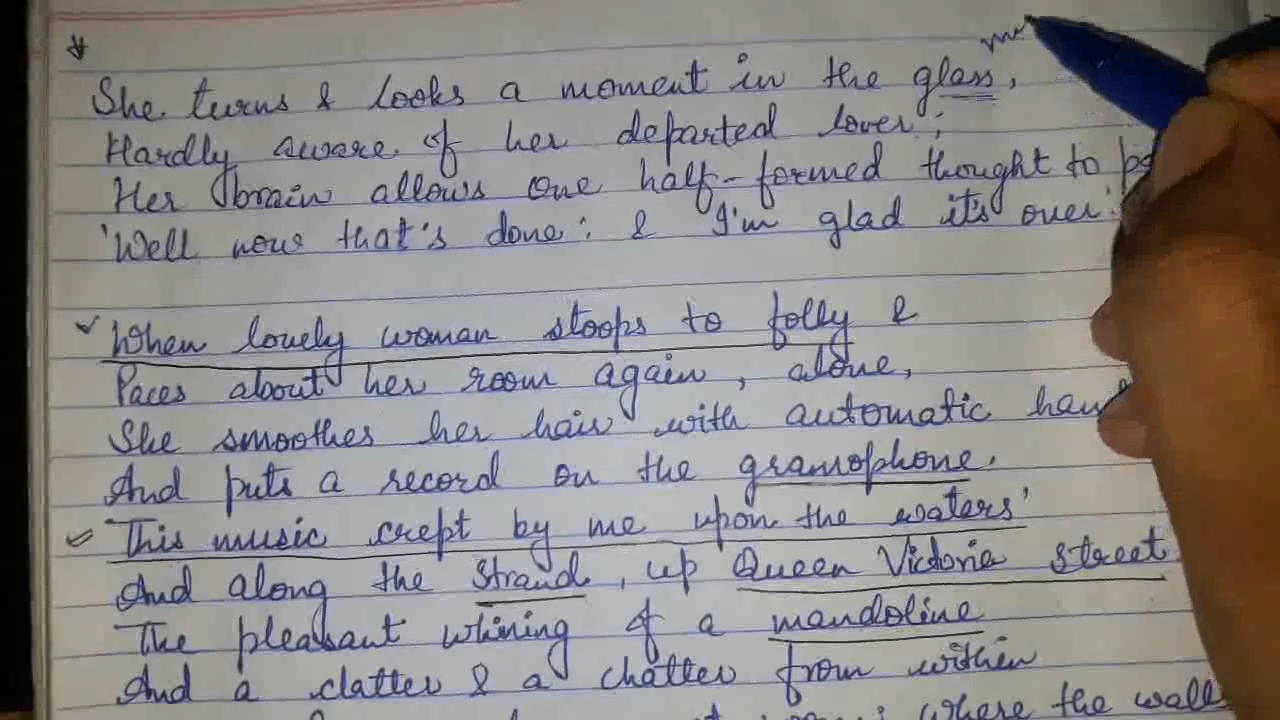 She turns & looks a moment in the glass,
Hardly aware of her departed lover;
Her brain allows one half-formed thought to
'Well now that's done: & I'm glad it's over.'
When lovely woman stoops to folly &
Paces about her room again, alone,
She smoothes her hair with automatic
And puts a record on the gramophone.
This music crept by me upon the waters'
And along the Strand, up Queen Victoria street
The pleasant whining of a mandoline
And a clatter & a chatter from within
where the